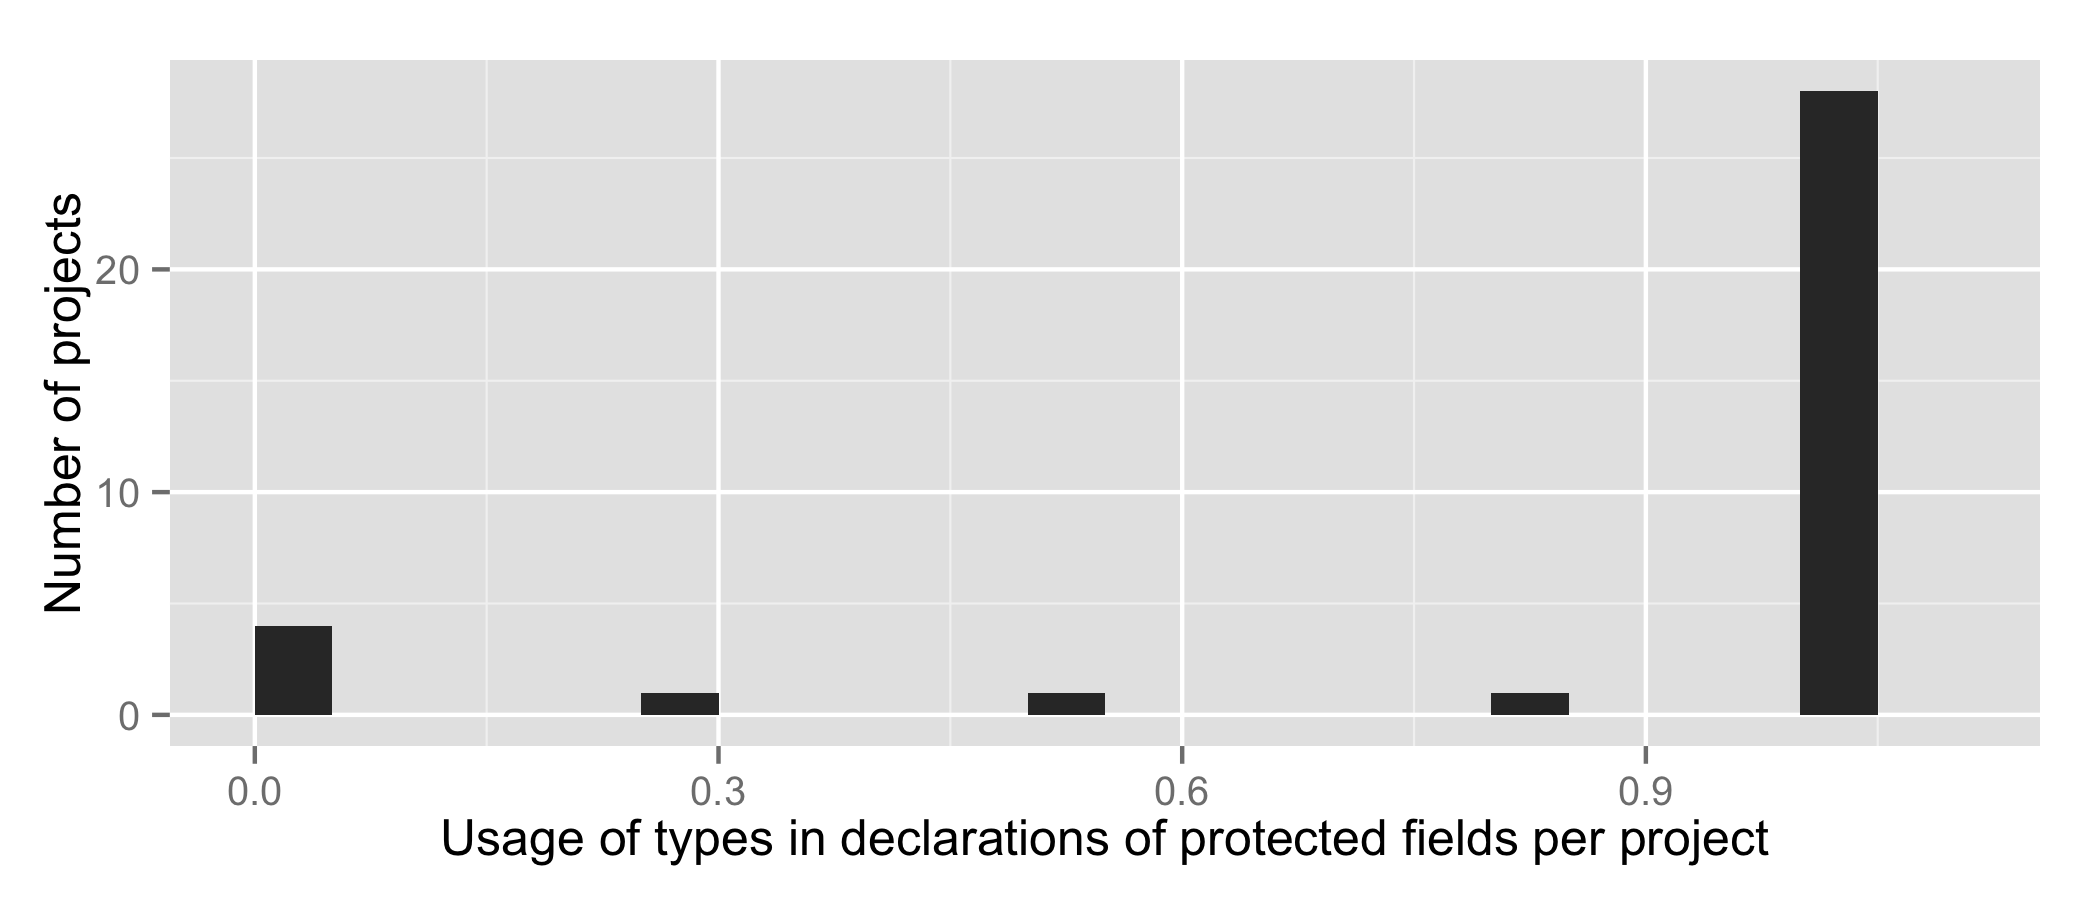 Number of projects
20
10
0
0.0 0.3 0.6 0.9
Usage of types in declarations of protected fields per project